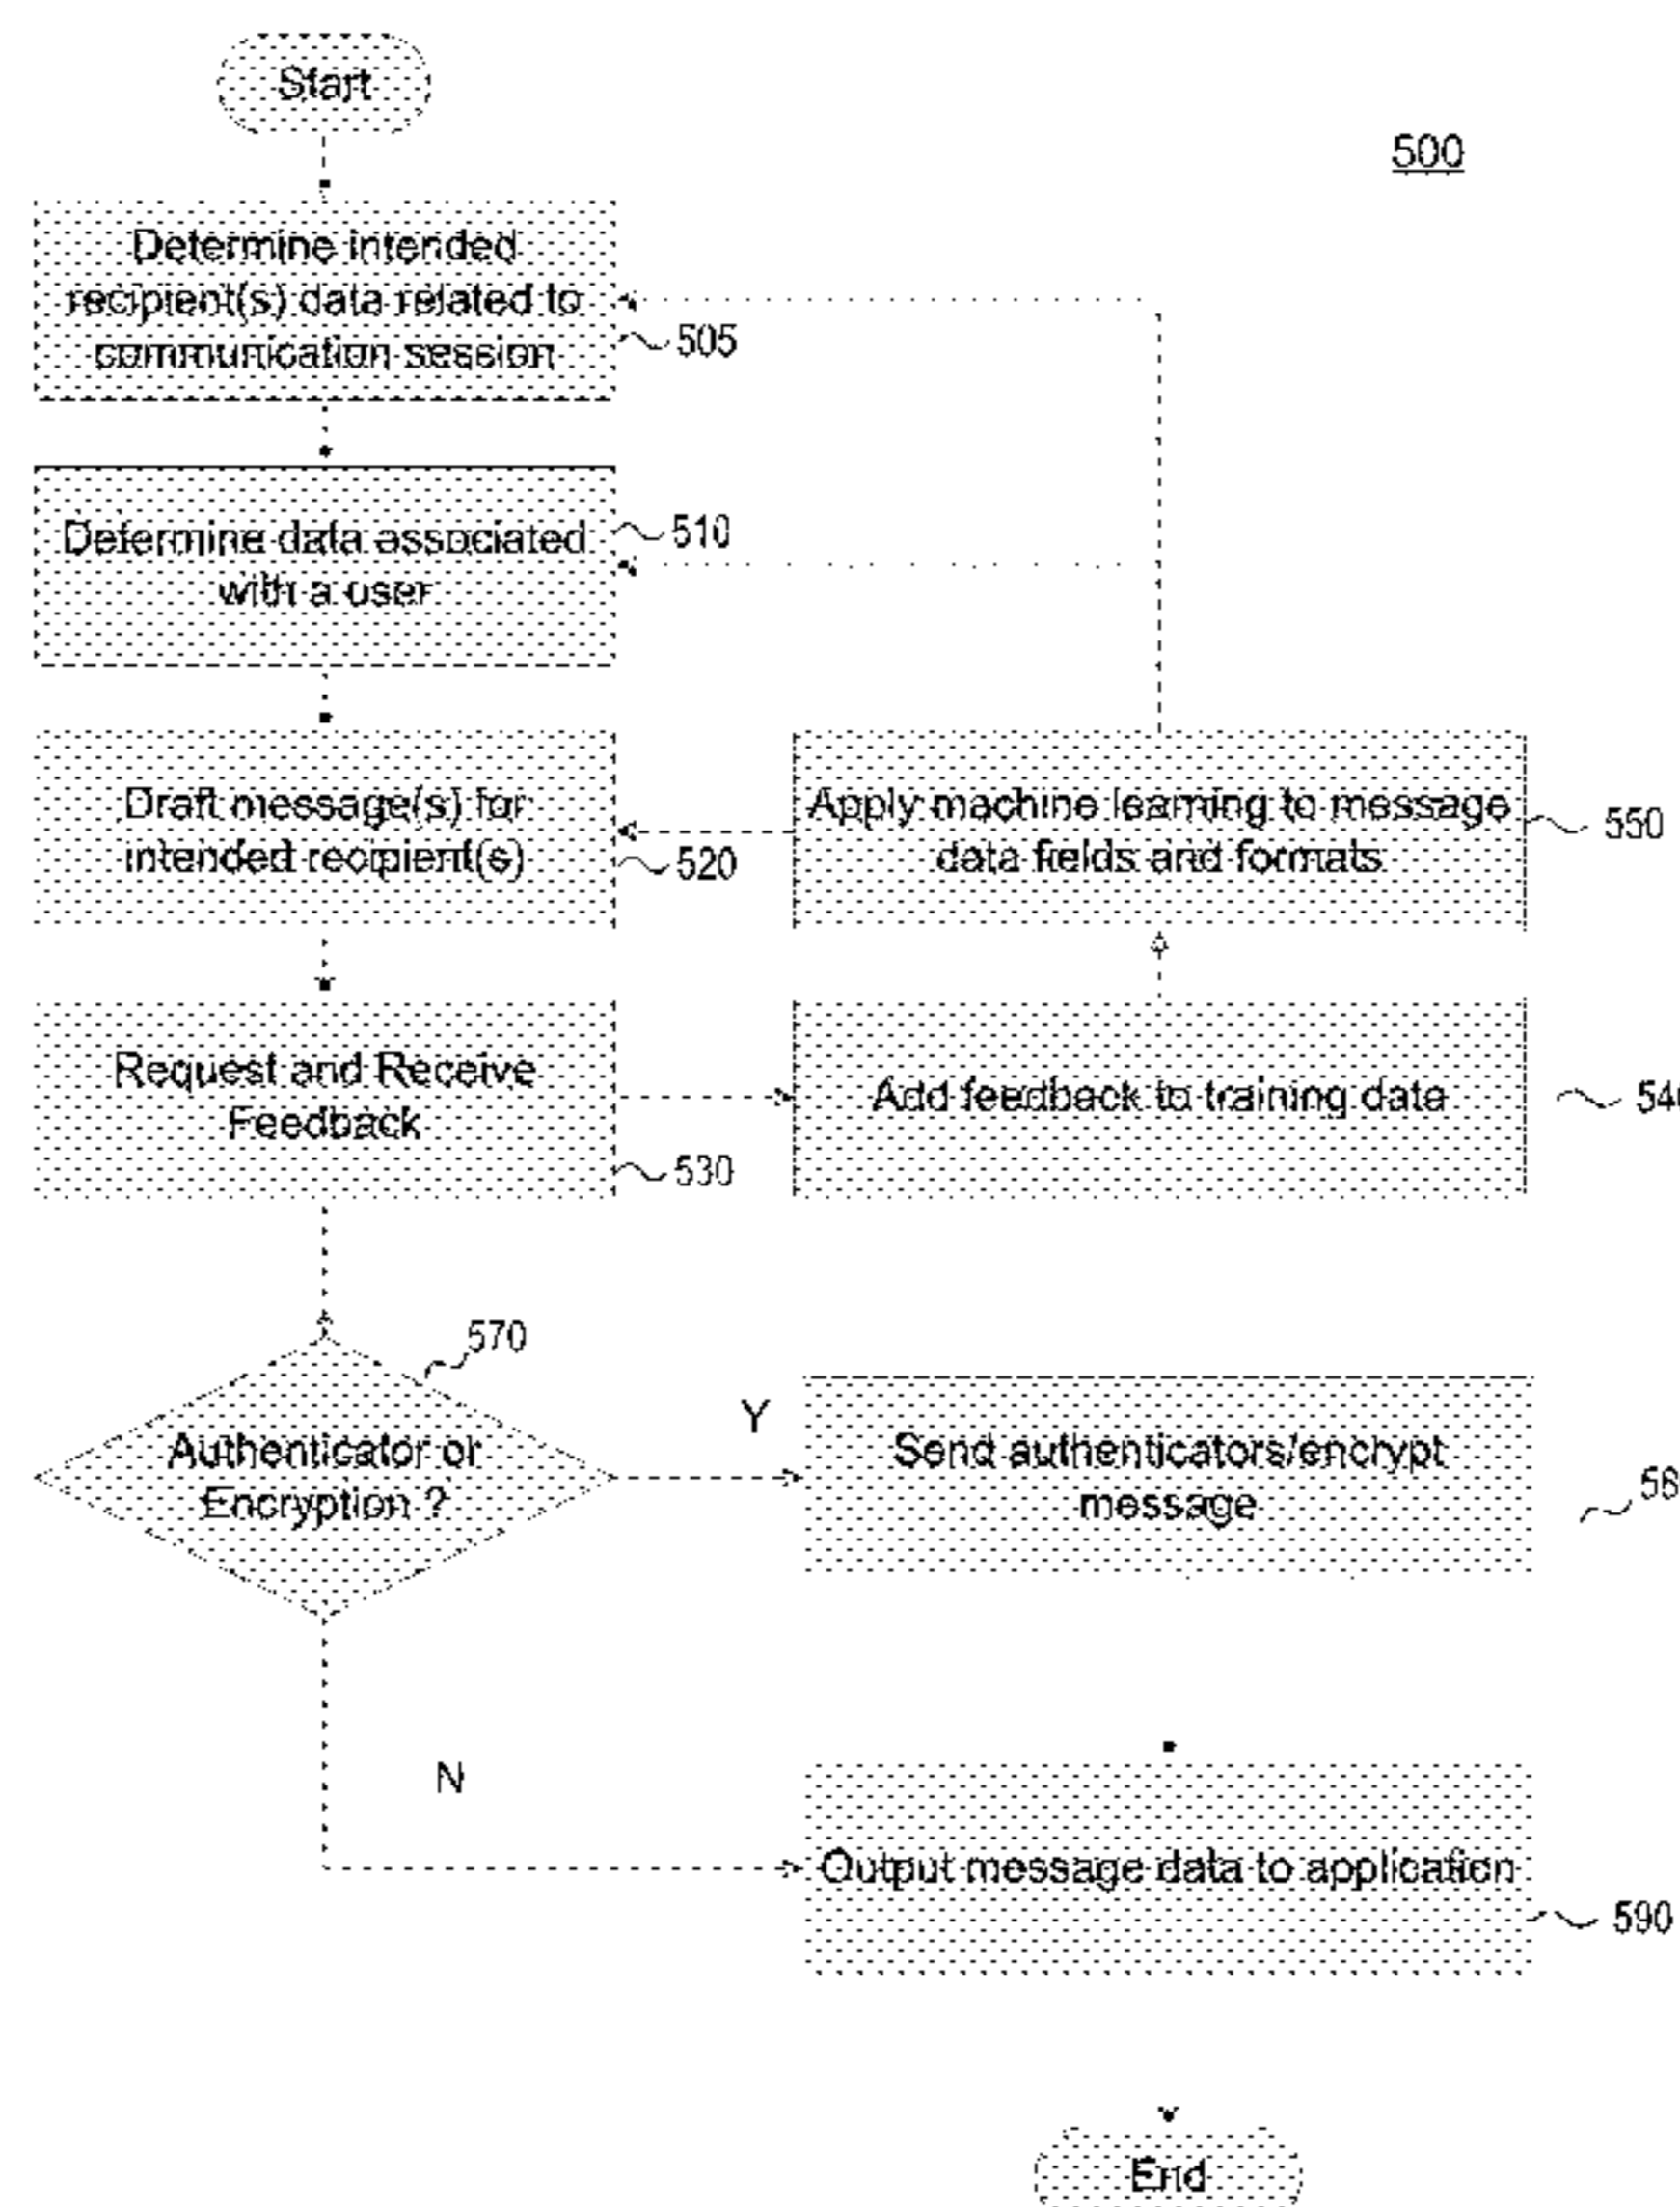 Start
500
Determine intended
recipient(s) data related to
communication session
505
Determine data associated
with a user
510
Draft message(s) for
intended recipient(s)
520
Apply machine learning to message
data fields and formats
550
Request and Receive
Feedback
530
Add feedback to training data
570
Authenticator or
Encryption ?
Y
Send authenticators/encrypt
message
N
Output message data to application
590
End